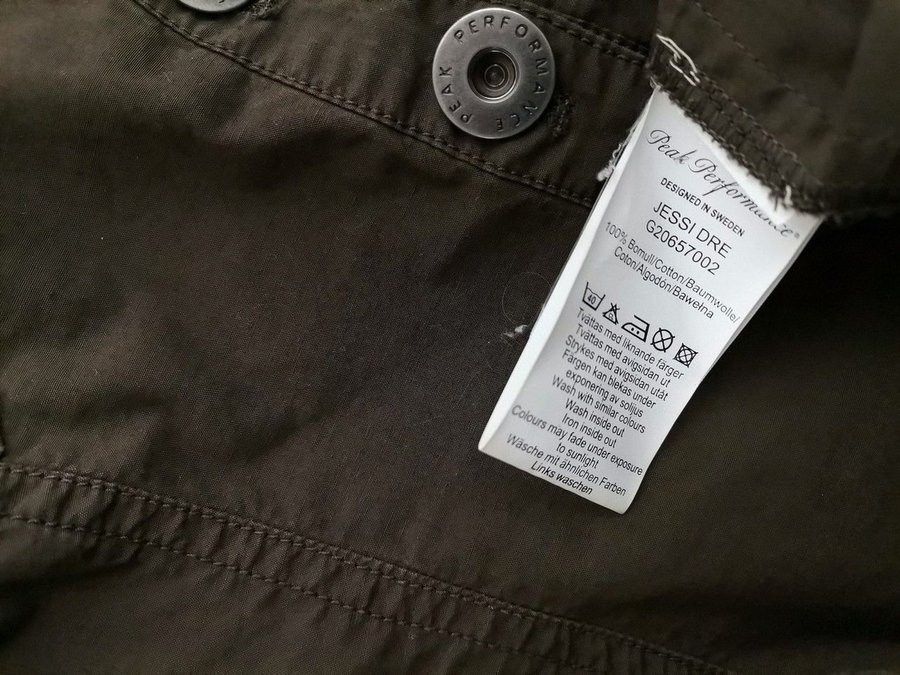 PEAK PERFORMANCE
Peak Performance®
DESIGNED IN SWEDEN
JESSI DRE
G20657002
100% Bomull/Cotton/Baumwolle/
Coton/Algodón/Bawełna
40
Tvättas med liknande färger
Tvättas med avigsidan ut
Strykes med avigsidan utåt
Färgen kan blekas under
exponering av solijus
Wash with similar colours
Wash inside out
Iron inside out
Colours may fade under exposure
to sunlight
Wäsche mit ähnlichen Farben
Links waschen